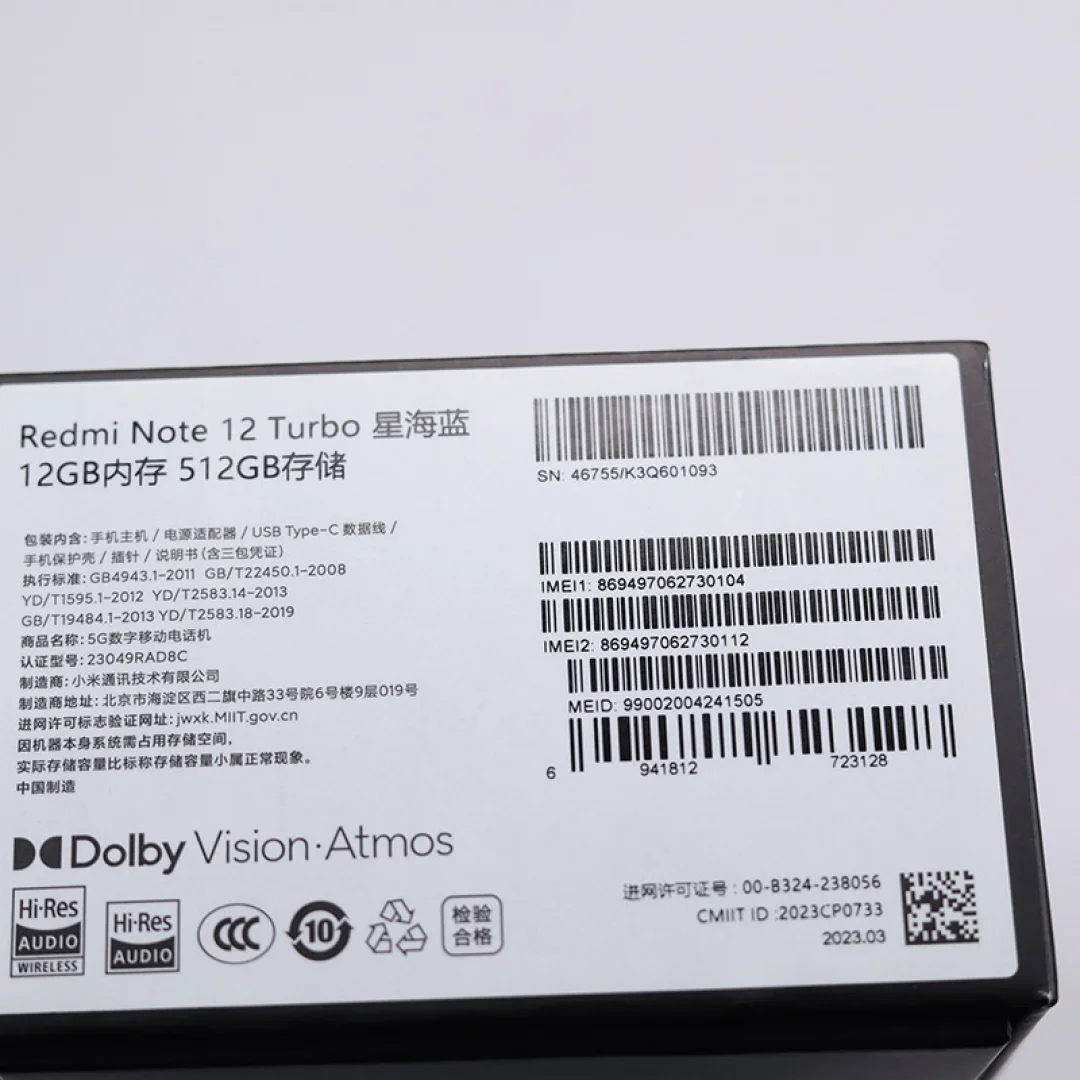 Redmi Note 12 Turbo 星海蓝
12GB内存 512GB存储
包装内含: 手机主机 / 电源适配器 / USB Type-C 数据线 /
手机保护壳 / 插针 / 说明书(含三包凭证)
执行标准: GB4943.1-2011 GB/T22450.1-2008
YD/T1595.1-2012 YD/T2583.14-2013
GB/T19484.1-2013 YD/T2583.18-2019
商品名称: 5G数字移动电话机
认证型号: 23049RAD8C
制造商: 小米通讯技术有限公司
制造商地址: 北京市海淀区西二旗中路33号院6号楼9层019号
进网许可标志验证网址: jwxk.MIIT.gov.cn
因机器本身系统需占用存储空间,
实际存储容量比标称存储容量小属正常现象。
中国制造
Dolby Vision·Atmos
Hi·Res
AUDIO
WIRELESS
Hi·Res
AUDIO
CCC
10
检验
合格
SN: 46755/K3Q601093
IMEI1: 869497062730104
IMEI2: 869497062730112
MEID: 99002004241505
6 941812 723128
进网许可证号 : 00-B324-238056
CMIIT ID :2023CP0733
2023.03